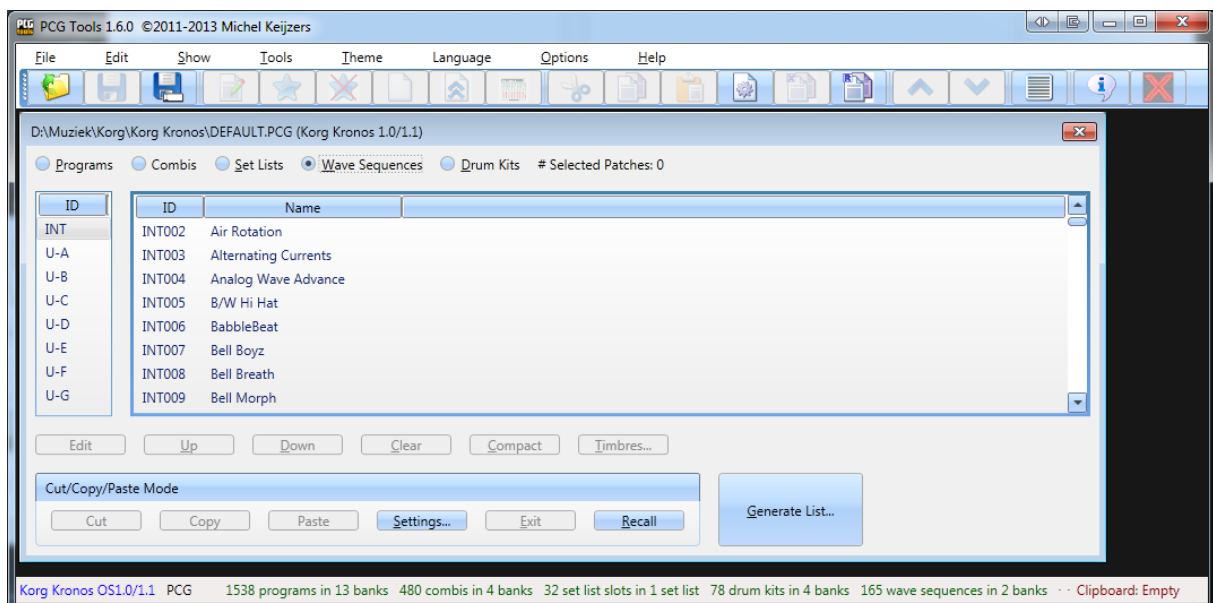 PCG Tools 1.6.0 ©2011-2013 Michel Keijzers
File Edit Show Tools Theme Language Options Help
D:\Muziek\Korg\Korg Kronos\DEFAULT.PCG (Korg Kronos 1.0/1.1)
Programs Combis Set Lists Wave Sequences Drum Kits # Selected Patches: 0
ID
INT
U-A
U-B
U-C
U-D
U-E
U-F
U-G
ID Name
INT002 Air Rotation
INT003 Alternating Currents
INT004 Analog Wave Advance
INT005 B/W Hi Hat
INT006 BabbleBeat
INT007 Bell Boyz
INT008 Bell Breath
INT009 Bell Morph
Edit Up Down Clear Compact Timbres...
Cut/Copy/Paste Mode
Cut Copy Paste Settings... Exit Recall
Generate List...
Korg Kronos OS1.0/1.1 PCG 1538 programs in 13 banks 480 combis in 4 banks 32 set list slots in 1 set list 78 drum kits in 4 banks 165 wave sequences in 2 banks Clipboard: Empty